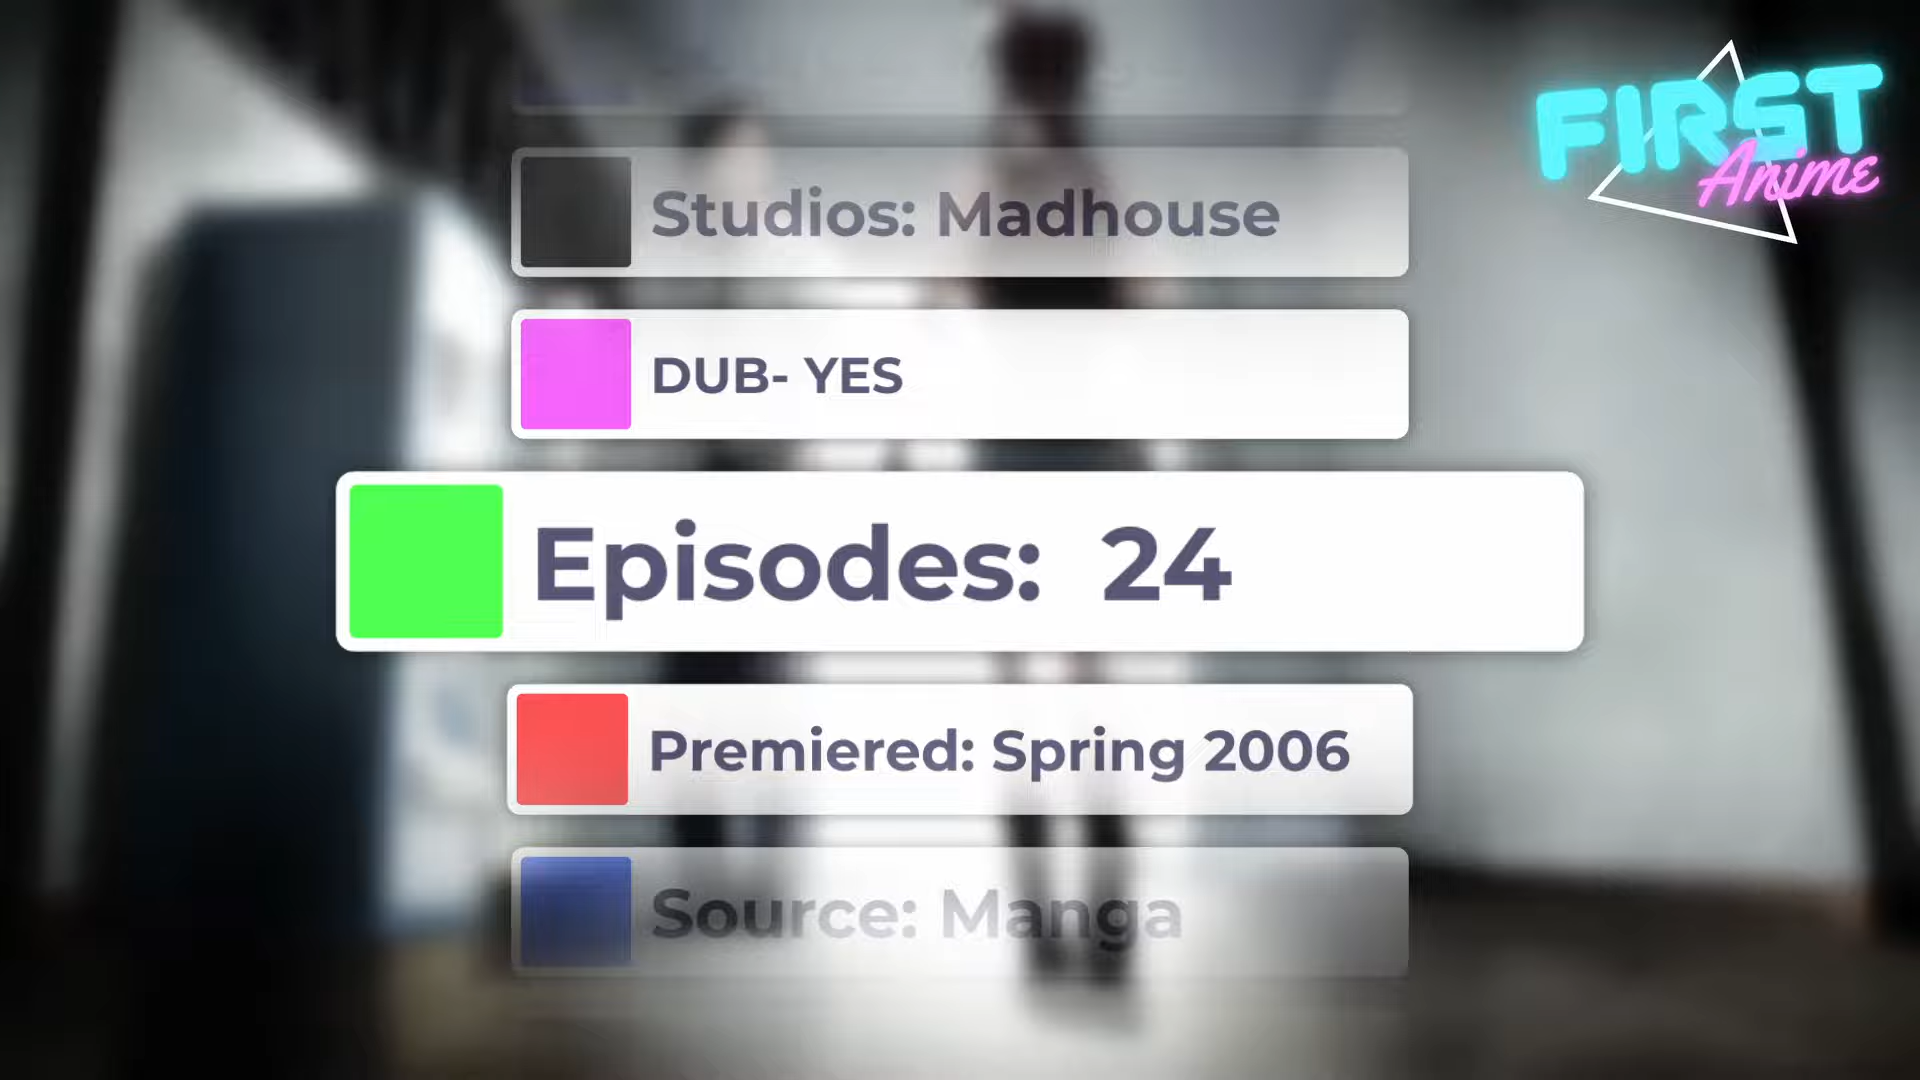 FIRST
Anime
Studios: Madhouse
DUB- YES
Episodes: 24
Premiered: Spring 2006
Source: Manga